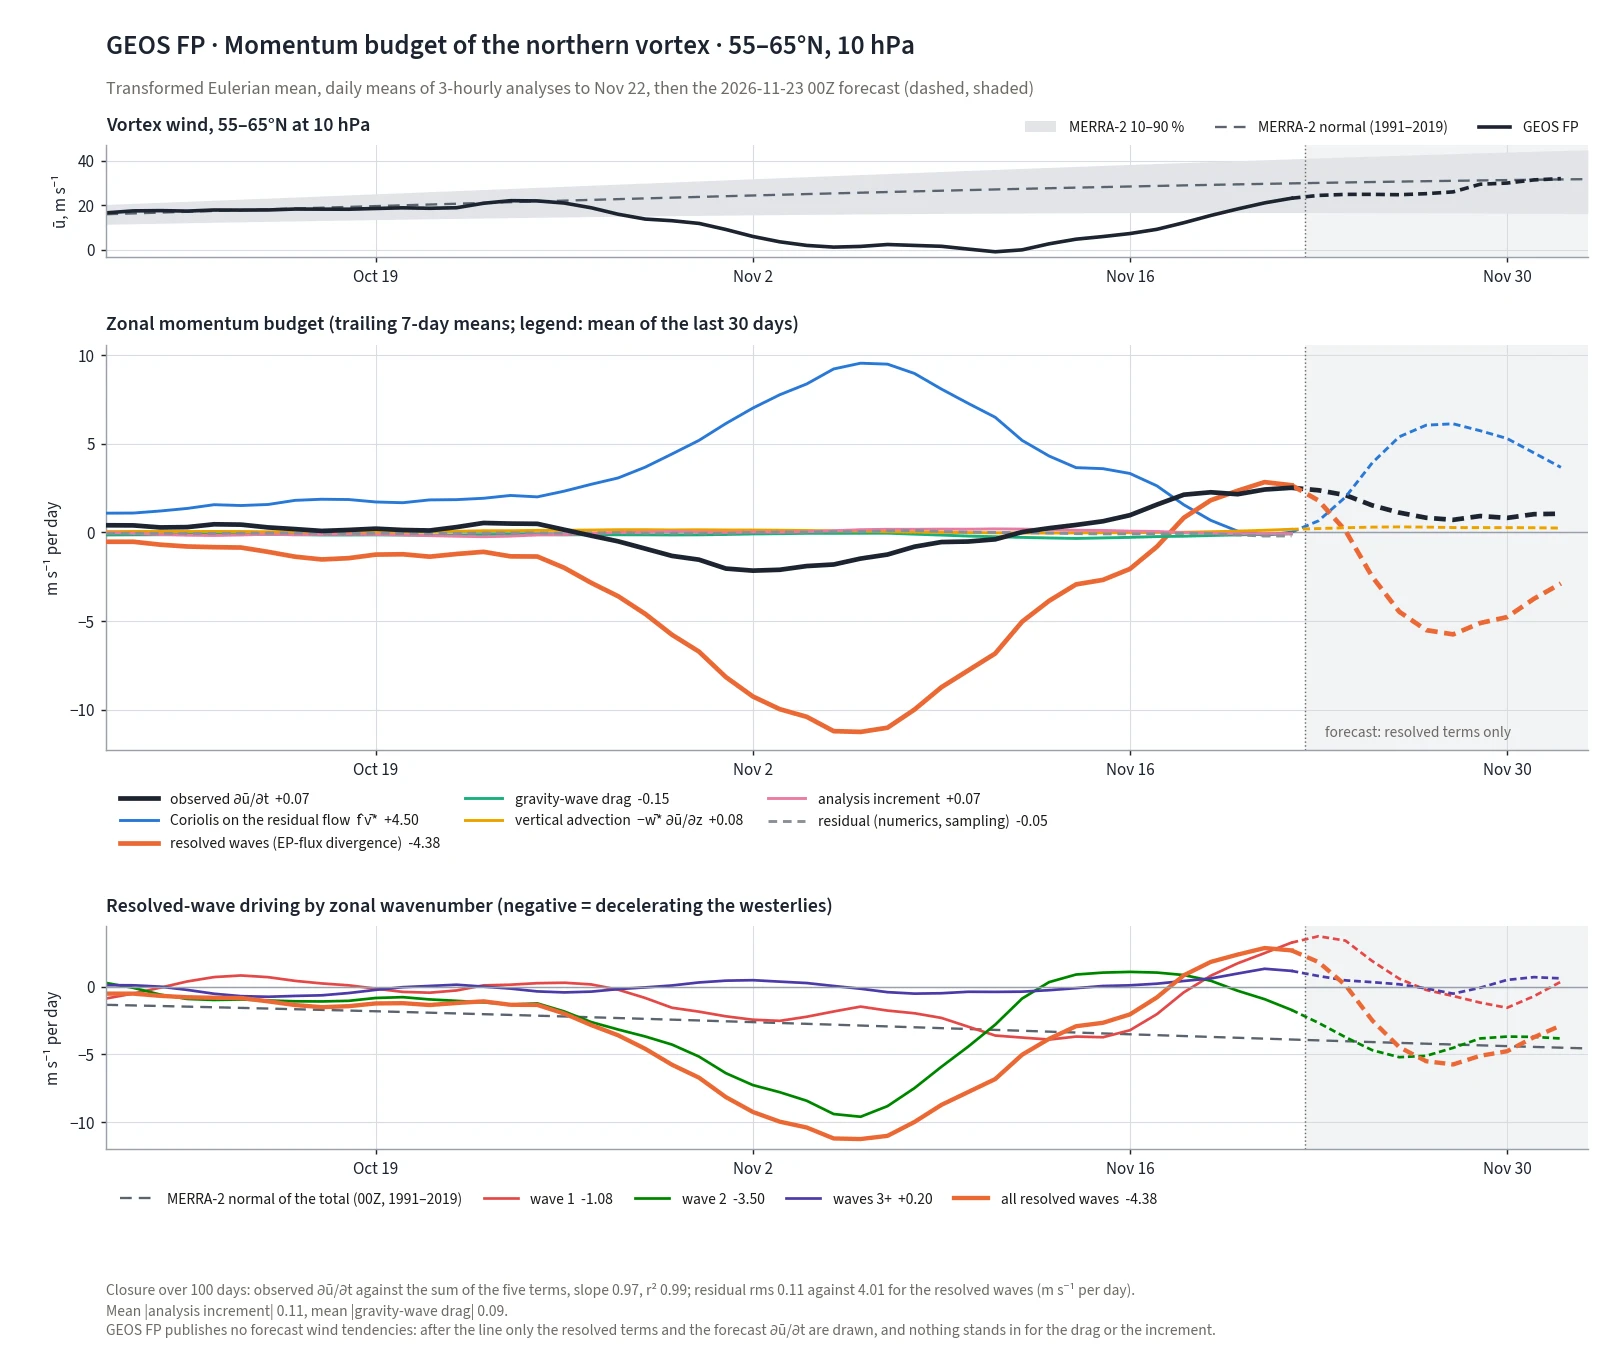 GEOS FP · Momentum budget of the northern vortex · 55–65°N, 10 hPa
Transformed Eulerian mean, daily means of 3-hourly analyses to Nov 22, then the 2026-11-23 00Z forecast (dashed, shaded)
Vortex wind, 55–65°N at 10 hPa
MERRA-2 10–90 %
MERRA-2 normal (1991–2019)
GEOS FP
ū, m s⁻¹
40
20
0
Oct 19
Nov 2
Nov 16
Nov 30
Zonal momentum budget (trailing 7-day means; legend: mean of the last 30 days)
m s⁻¹ per day
10
5
0
−5
−10
forecast: resolved terms only
Oct 19
Nov 2
Nov 16
Nov 30
observed ∂ū/∂t +0.07
gravity-wave drag -0.15
analysis increment +0.07
Coriolis on the residual flow f v̄* +4.50
vertical advection −w̄* ∂ū/∂z +0.08
residual (numerics, sampling) -0.05
resolved waves (EP-flux divergence) -4.38
Resolved-wave driving by zonal wavenumber (negative = decelerating the westerlies)
m s⁻¹ per day
0
−5
−10
Oct 19
Nov 2
Nov 16
Nov 30
MERRA-2 normal of the total (00Z, 1991–2019)
wave 1 -1.08
wave 2 -3.50
waves 3+ +0.20
all resolved waves -4.38
Closure over 100 days: observed ∂ū/∂t against the sum of the five terms, slope 0.97, r² 0.99; residual rms 0.11 against 4.01 for the resolved waves (m s⁻¹ per day).
Mean |analysis increment| 0.11, mean |gravity-wave drag| 0.09.
GEOS FP publishes no forecast wind tendencies: after the line only the resolved terms and the forecast ∂ū/∂t are drawn, and nothing stands in for the drag or the increment.